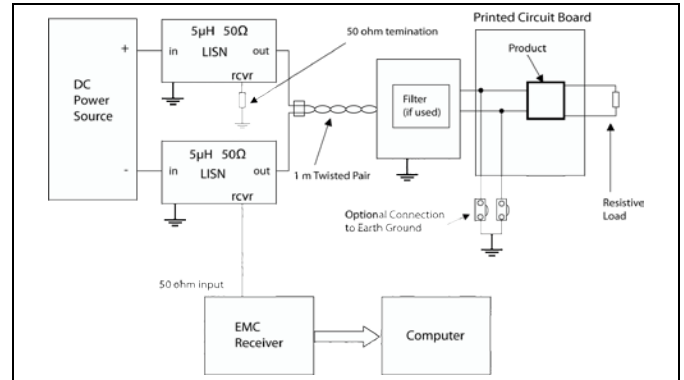 Printed Circuit Board
5µH 50Ω
in LISN out
rcvr
50 ohm temination
Product
+
DC
Power
Source
-
Filter
(if used)
5µH 50Ω
in LISN out
rcvr
1 m Twisted Pair
Resistive
Load
Optional Connection
to Earth Ground
50 ohm input
EMC
Receiver
Computer